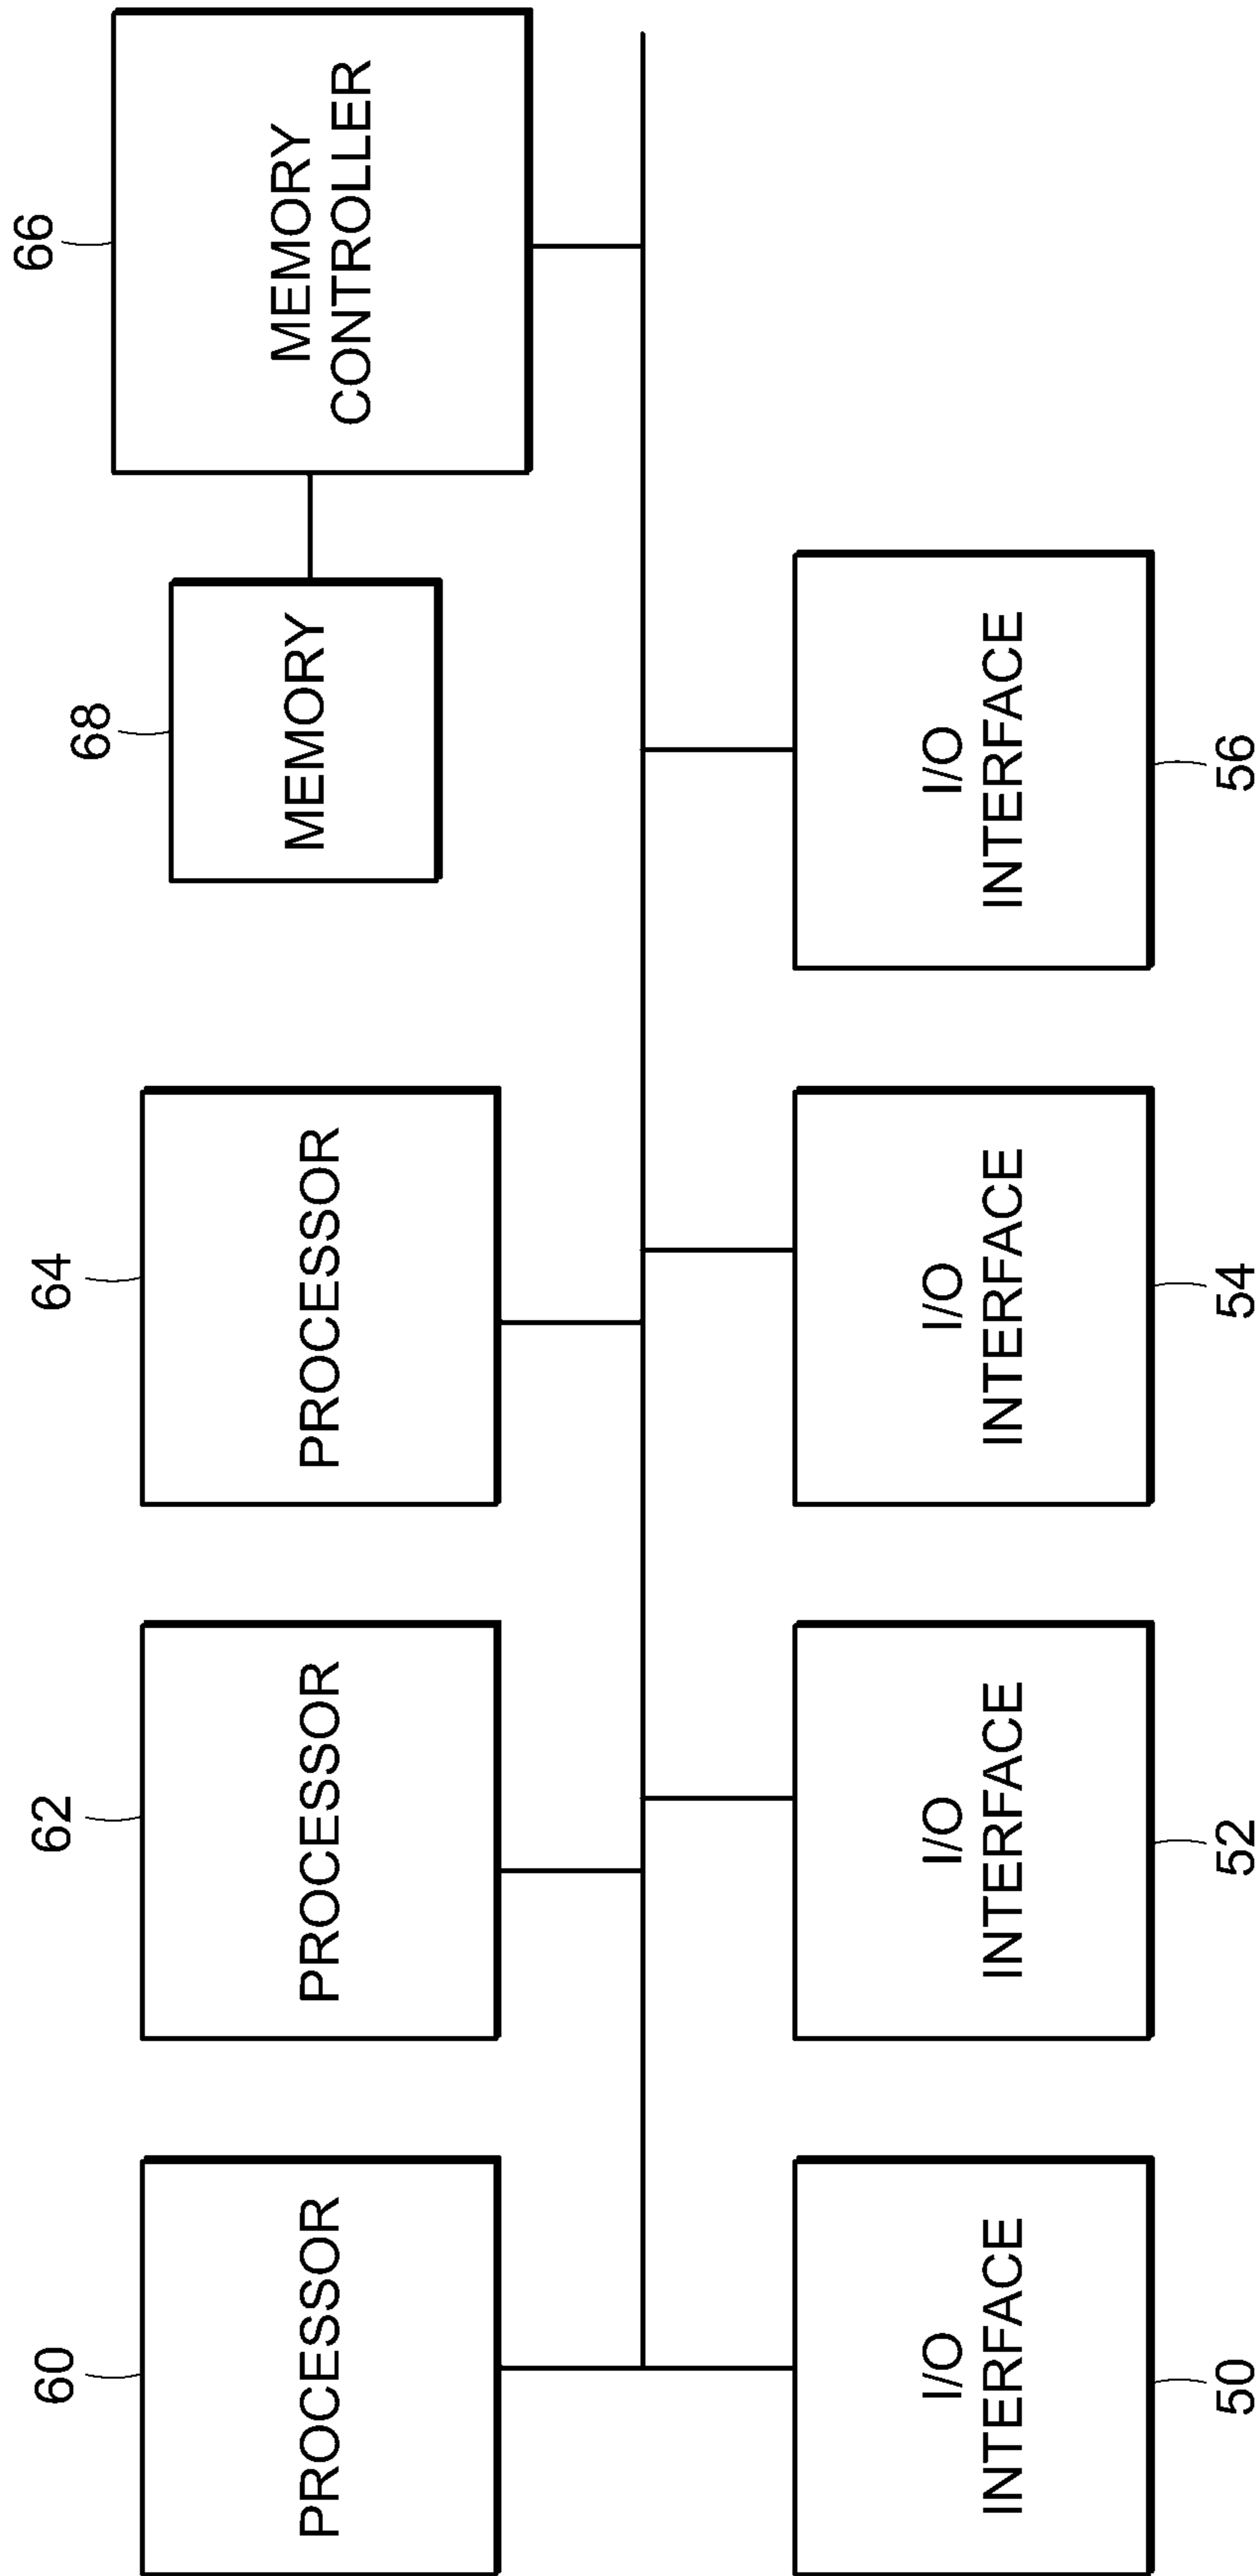 60
62
64
68
66
PROCESSOR
PROCESSOR
PROCESSOR
MEMORY
MEMORY
CONTROLLER
I/O
INTERFACE
I/O
INTERFACE
I/O
INTERFACE
I/O
INTERFACE
50
52
54
56